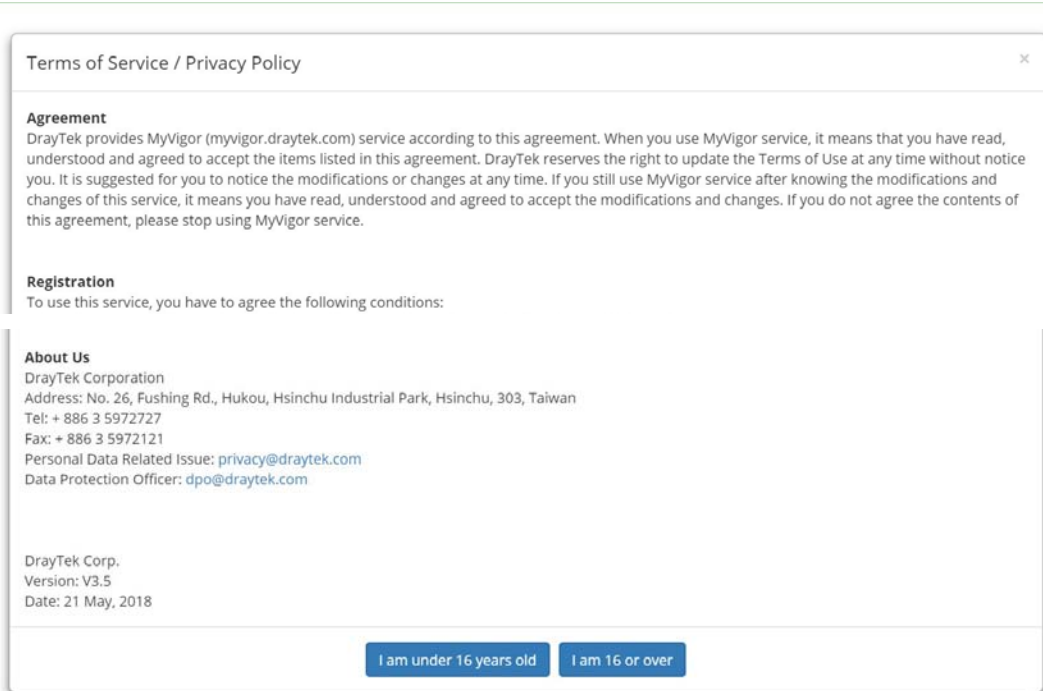 Terms of Service / Privacy Policy
×
Agreement
DrayTek provides MyVigor (myvigor.draytek.com) service according to this agreement. When you use MyVigor service, it means that you have read,
understood and agreed to accept the items listed in this agreement. DrayTek reserves the right to update the Terms of Use at any time without notice
you. It is suggested for you to notice the modifications or changes at any time. If you still use MyVigor service after knowing the modifications and
changes of this service, it means you have read, understood and agreed to accept the modifications and changes. If you do not agree the contents of
this agreement, please stop using MyVigor service.
Registration
To use this service, you have to agree the following conditions:
About Us
DrayTek Corporation
Address: No. 26, Fushing Rd., Hukou, Hsinchu Industrial Park, Hsinchu, 303, Taiwan
Tel: + 886 3 5972727
Fax: + 886 3 5972121
Personal Data Related Issue: privacy@draytek.com
Data Protection Officer: dpo@draytek.com
DrayTek Corp.
Version: V3.5
Date: 21 May, 2018
I am under 16 years old
I am 16 or over